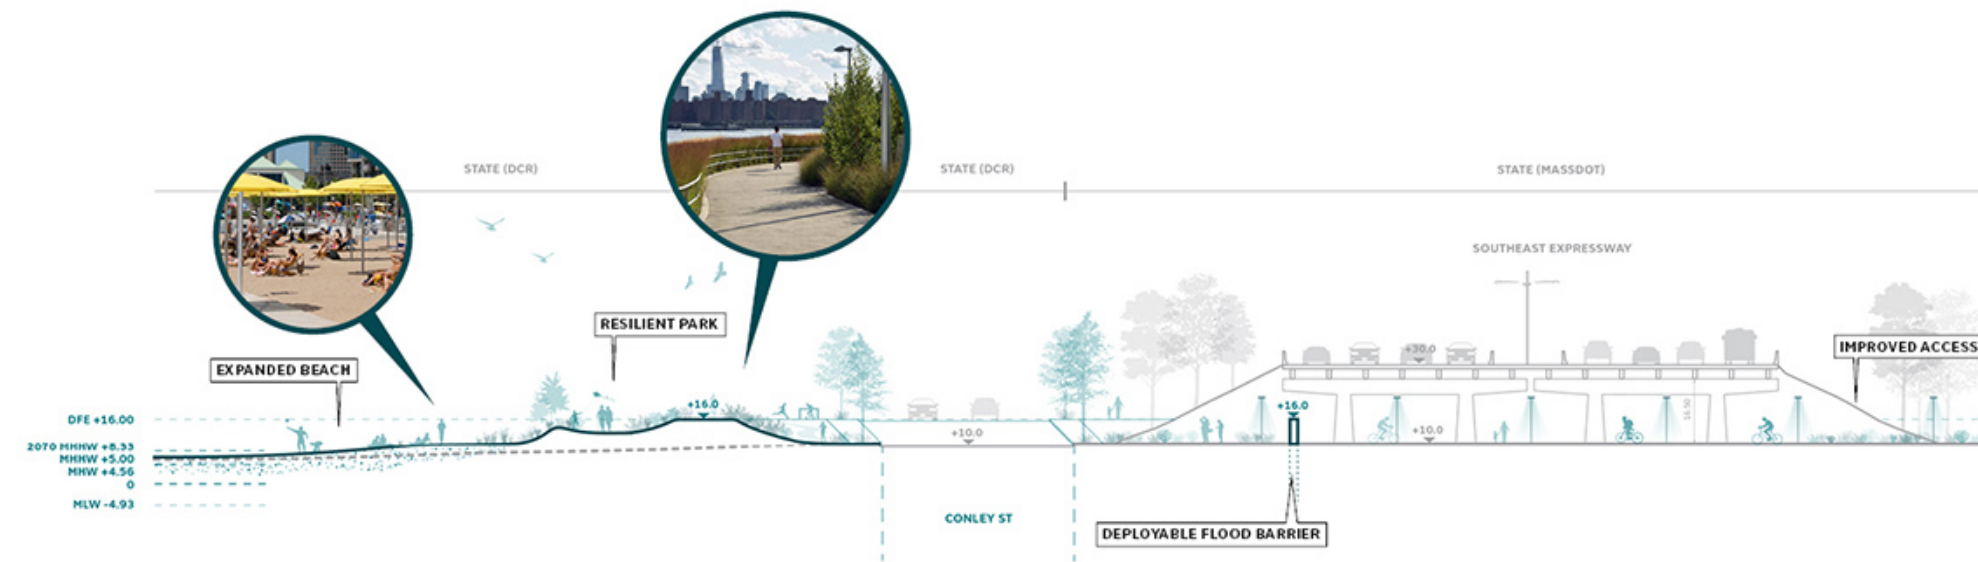 STATE (DCR)
STATE (DCR)
STATE (MASSDOT)
SOUTHEAST EXPRESSWAY
RESILIENT PARK
EXPANDED BEACH
IMPROVED ACCESS
+30.0
+16.0
+16.0
16.50
DFE +16.00
+10.0
+10.0
2070 MHHW +8.33
MHHW +5.00
MHW +4.56
0
MLW -4.93
CONLEY ST
DEPLOYABLE FLOOD BARRIER